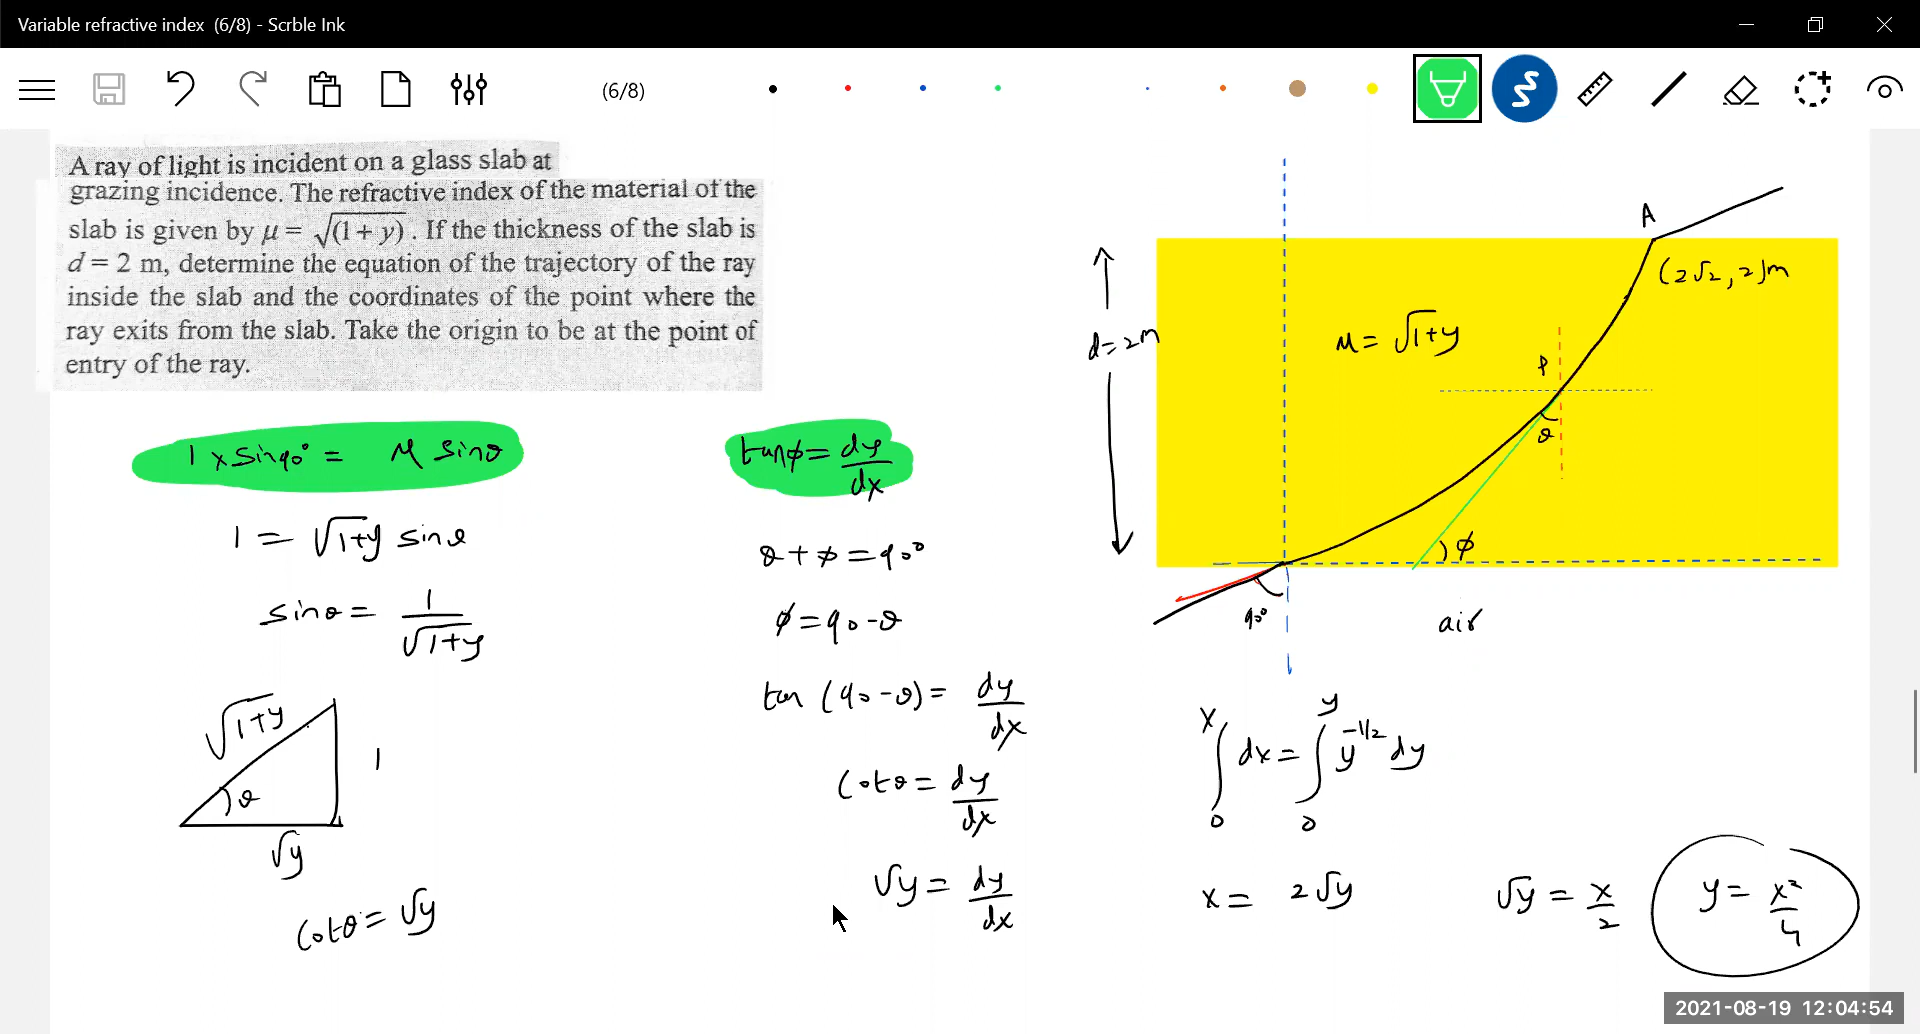 Variable refractive index (6/8) - Scrble Ink
(6/8)
A ray of light is incident on a glass slab at
grazing incidence. The refractive index of the material of the
slab is given by μ = √(1 + y) . If the thickness of the slab is
d = 2 m, determine the equation of the trajectory of the ray
inside the slab and the coordinates of the point where the
ray exits from the slab. Take the origin to be at the point of
entry of the ray.
1 × sin90° = μ sinθ
1 = √1+y sinθ
sinθ = 1/√1+y
√1+y
1
θ
√y
cotθ = √y
tanϕ = dy/dx
θ + ϕ = 90°
ϕ = 90-θ
tan (90-θ) = dy/dx
cotθ = dy/dx
√y = dy/dx
A
(2√2, 2)m
d=2m
μ = √1+y
P
θ
ϕ
90°
air
∫₀ˣ dx = ∫₀ʸ y^-1/2 dy
x = 2√y
√y = x/2
y = x²/4
2021-08-19 12:04:54